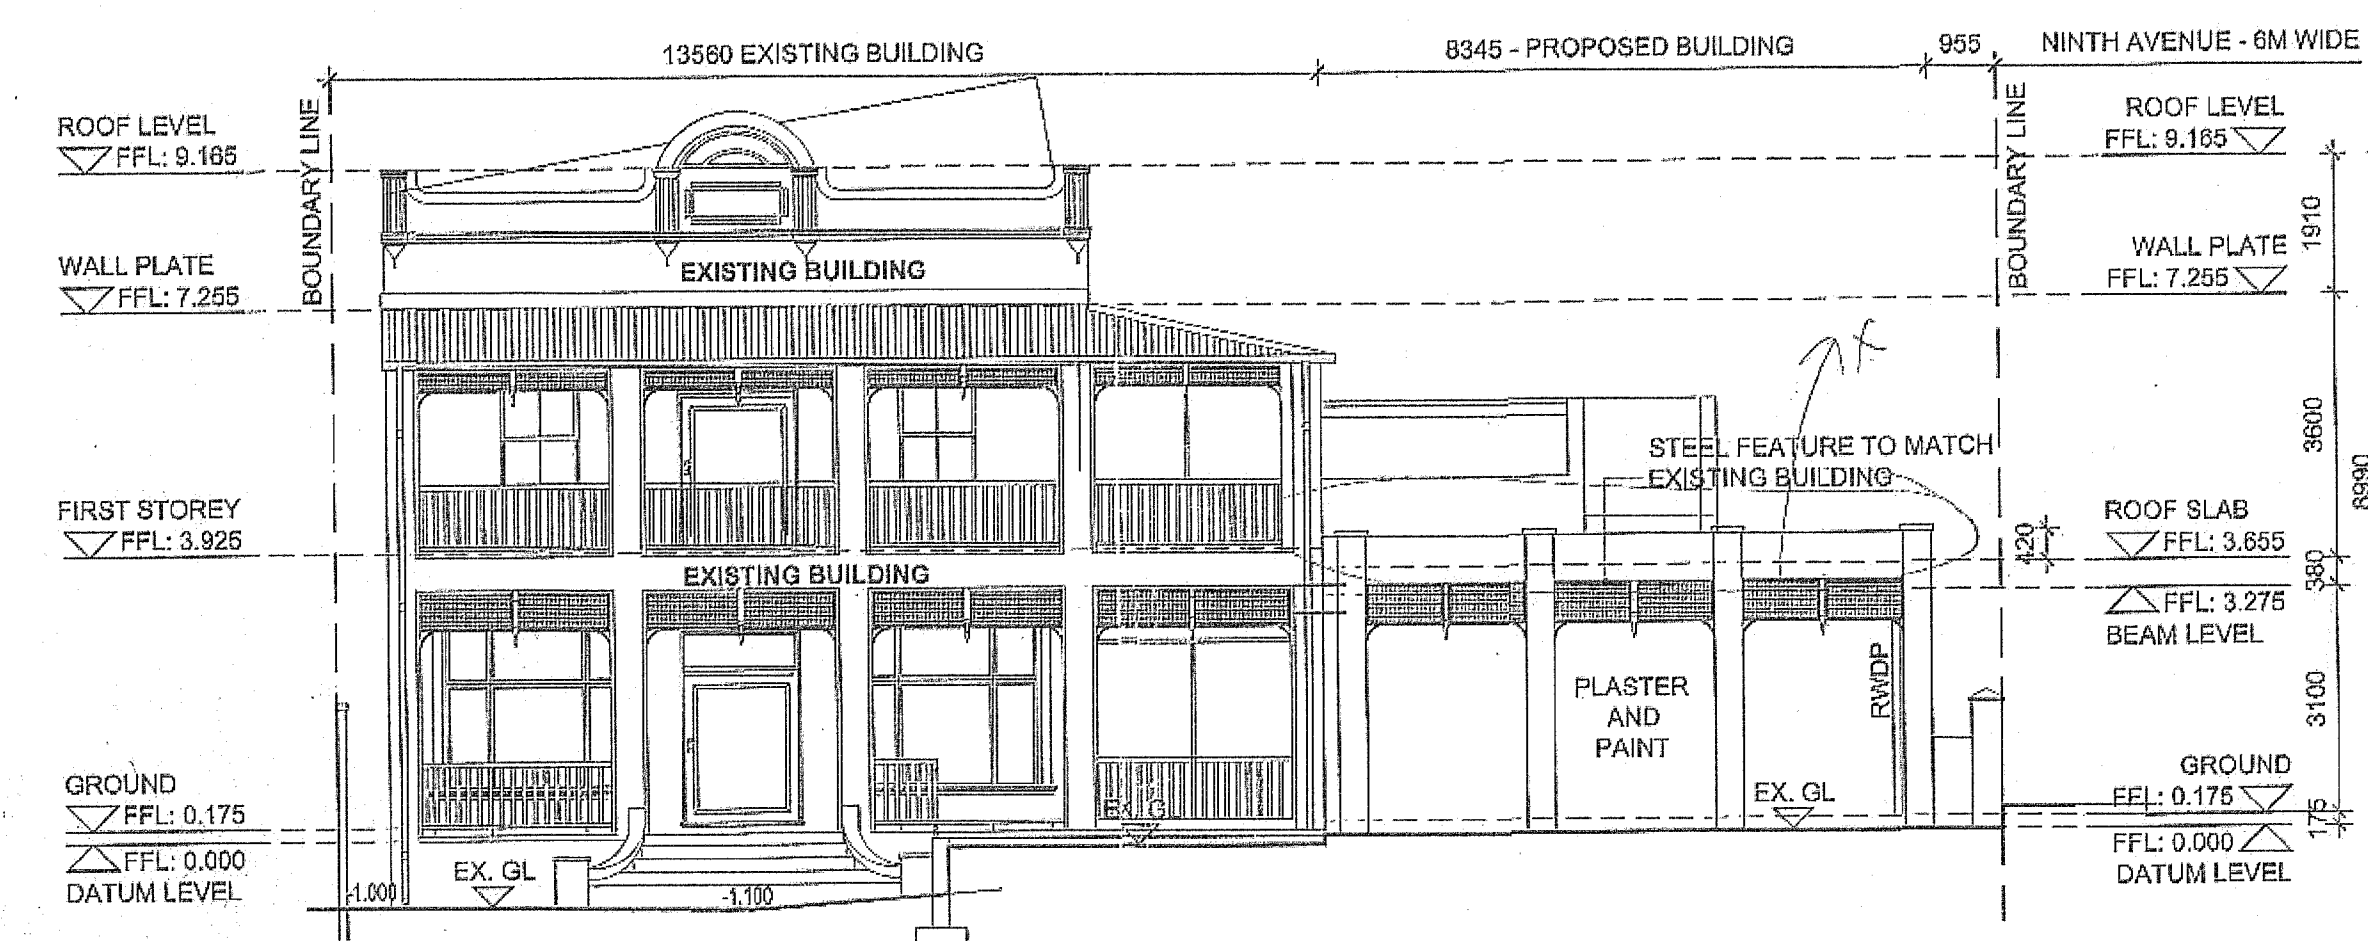 13560 EXISTING BUILDING
8345 - PROPOSED BUILDING
955
NINTH AVENUE - 6M WIDE
BOUNDARY LINE
BOUNDARY LINE
ROOF LEVEL
FFL: 9.165
ROOF LEVEL
FFL: 9.165
1910
WALL PLATE
FFL: 7.255
WALL PLATE
FFL: 7.255
EXISTING BUILDING
3600
STEEL FEATURE TO MATCH
EXISTING BUILDING
6990
FIRST STOREY
FFL: 3.925
ROOF SLAB
FFL: 3.655
420
380
EXISTING BUILDING
FFL: 3.275
BEAM LEVEL
PLASTER
AND
PAINT
RWDP
3100
GROUND
FFL: 0.175
GROUND
FFL: 0.175
EX. GL
EX. G
175
FFL: 0.000
DATUM LEVEL
FFL: 0.000
DATUM LEVEL
EX. GL
-1.000
-1.100